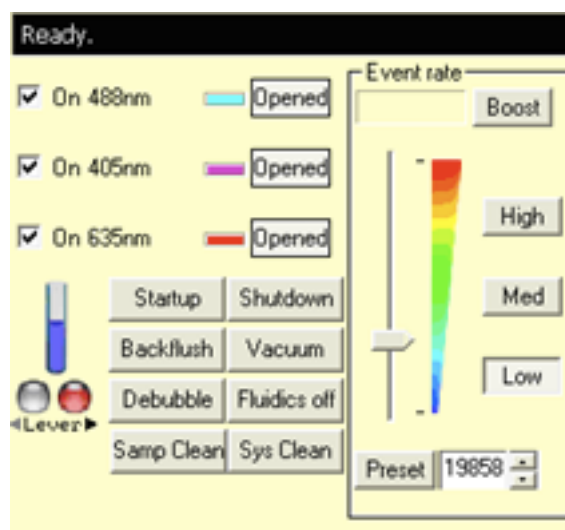 Ready.
On 488nm Opened
On 405nm Opened
On 635nm Opened
Startup Shutdown
Backflush Vacuum
Debubble Fluidics off
◀Lever▶
Samp Clean Sys Clean
Event rate
Boost
High
Med
Low
Preset 19858